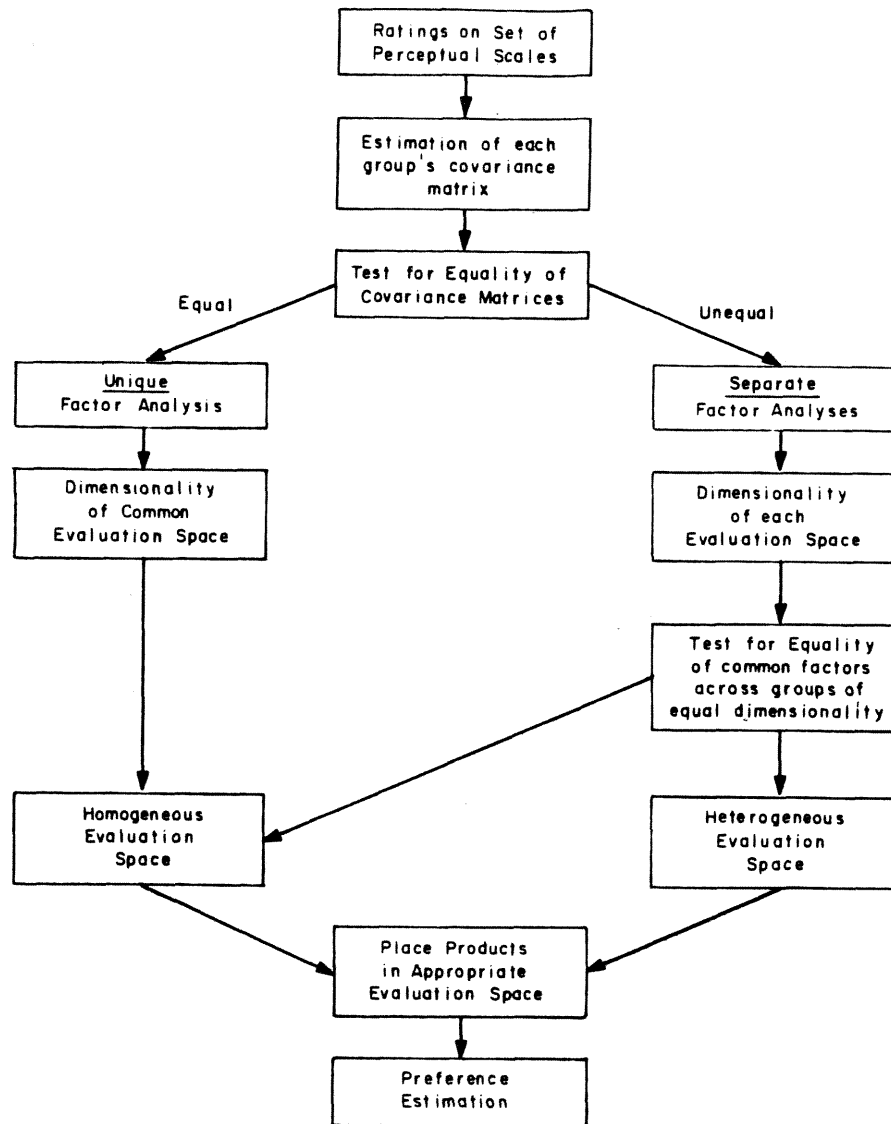 Ratings on Set of
Perceptual Scales
Estimation of each
group's covariance
matrix
Test for Equality of
Covariance Matrices
Equal
Unequal
Unique
Factor Analysis
Separate
Factor Analyses
Dimensionality
of Common
Evaluation Space
Dimensionality
of each
Evaluation Space
Test for Equality
of common factors
across groups of
equal dimensionality
Homogeneous
Evaluation
Space
Heterogeneous
Evaluation
Space
Place Products
in Appropriate
Evaluation Space
Preference
Estimation